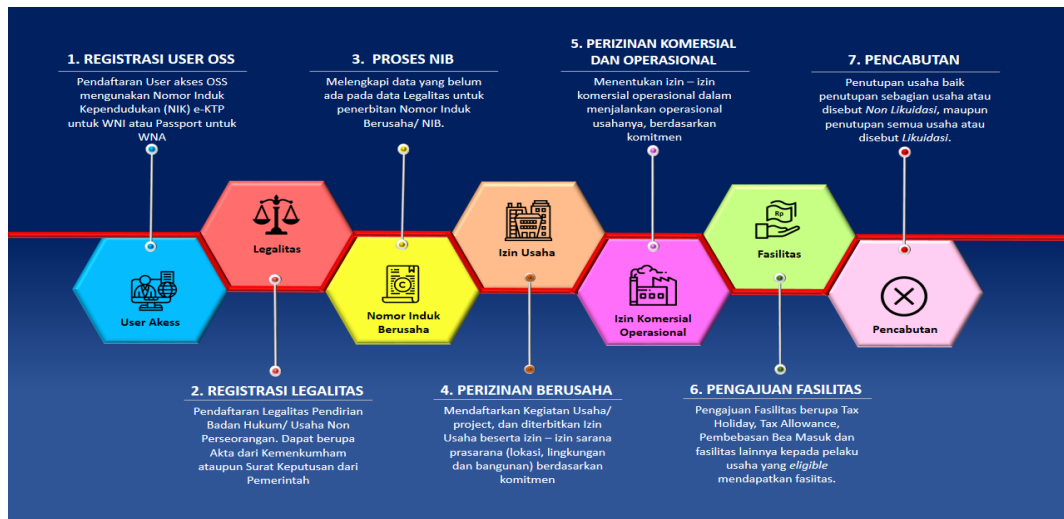 1. REGISTRASI USER OSS
Pendaftaran User akses OSS
mengunakan Nomor Induk
Kependudukan (NIK) e-KTP
untuk WNI atau Passport untuk
WNA
3. PROSES NIB
Melengkapi data yang belum
ada pada data Legalitas untuk
penerbitan Nomor Induk
Berusaha/ NIB.
5. PERIZINAN KOMERSIAL
DAN OPERASIONAL
Menentukan izin – izin
komersial operasional dalam
menjalankan operasional
usahanya, berdasarkan
komitmen
7. PENCABUTAN
Penutupan usaha baik
penutupan sebagian usaha atau
disebut Non Likuidasi, maupun
penutupan semua usaha atau
disebut Likuidasi.
User Akess
Legalitas
Nomor Induk
Berusaha
C
Izin Usaha
Izin Komersial
Operasional
Rp
Fasilitas
Pencabutan
2. REGISTRASI LEGALITAS
Pendaftaran Legalitas Pendirian
Badan Hukum/ Usaha Non
Perseorangan. Dapat berupa
Akta dari Kemenkumham
ataupun Surat Keputusan dari
Pemerintah
4. PERIZINAN BERUSAHA
Mendaftarkan Kegiatan Usaha/
project, dan diterbitkan Izin
Usaha beserta izin – izin sarana
prasarana (lokasi, lingkungan
dan bangunan) berdasarkan
komitmen
6. PENGAJUAN FASILITAS
Pengajuan Fasilitas berupa Tax
Holiday, Tax Allowance,
Pembebasan Bea Masuk dan
fasilitas lainnya kepada pelaku
usaha yang eligible
mendapatkan fasiitas.